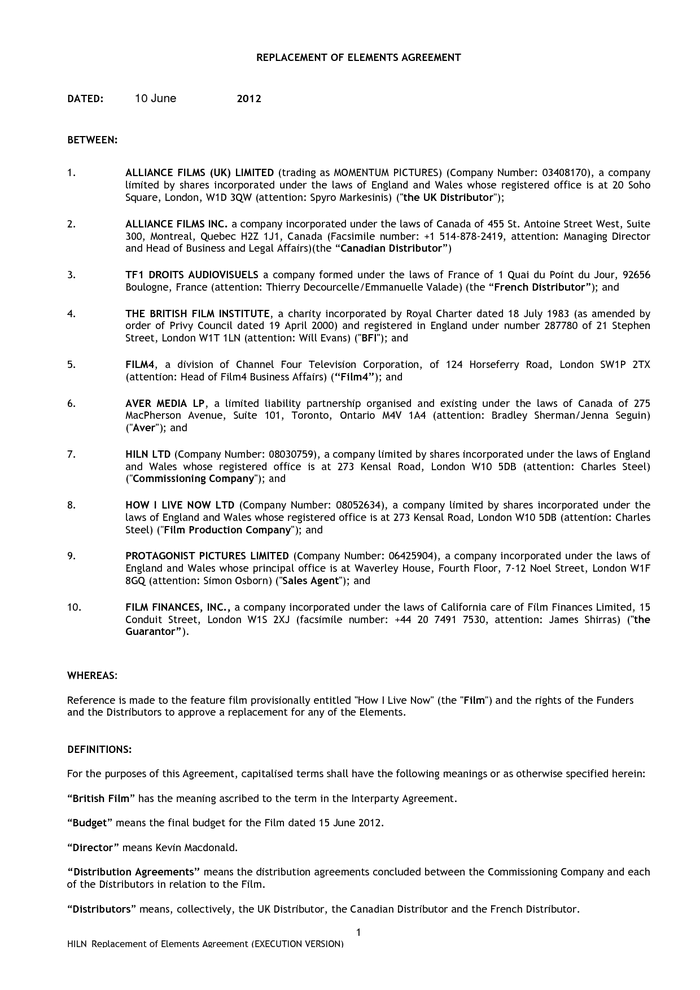 REPLACEMENT OF ELEMENTS AGREEMENT
DATED: 10 June 2012
BETWEEN:
1. ALLIANCE FILMS (UK) LIMITED (trading as MOMENTUM PICTURES) (Company Number: 03408170), a company
limited by shares incorporated under the laws of England and Wales whose registered office is at 20 Soho
Square, London, W1D 3QW (attention: Spyro Markesinis) ("the UK Distributor");
2. ALLIANCE FILMS INC. a company incorporated under the laws of Canada of 455 St. Antoine Street West, Suite
300, Montreal, Quebec H2Z 1J1, Canada (Facsimile number: +1 514-878-2419, attention: Managing Director
and Head of Business and Legal Affairs)(the “Canadian Distributor”)
3. TF1 DROITS AUDIOVISUELS a company formed under the laws of France of 1 Quai du Point du Jour, 92656
Boulogne, France (attention: Thierry Decourcelle/Emmanuelle Valade) (the “French Distributor”); and
4. THE BRITISH FILM INSTITUTE, a charity incorporated by Royal Charter dated 18 July 1983 (as amended by
order of Privy Council dated 19 April 2000) and registered in England under number 287780 of 21 Stephen
Street, London W1T 1LN (attention: Will Evans) ("BFI"); and
5. FILM4, a division of Channel Four Television Corporation, of 124 Horseferry Road, London SW1P 2TX
(attention: Head of Film4 Business Affairs) (“Film4”); and
6. AVER MEDIA LP, a limited liability partnership organised and existing under the laws of Canada of 275
MacPherson Avenue, Suite 101, Toronto, Ontario M4V 1A4 (attention: Bradley Sherman/Jenna Seguin)
("Aver"); and
7. HILN LTD (Company Number: 08030759), a company limited by shares incorporated under the laws of England
and Wales whose registered office is at 273 Kensal Road, London W10 5DB (attention: Charles Steel)
("Commissioning Company"); and
8. HOW I LIVE NOW LTD (Company Number: 08052634), a company limited by shares incorporated under the
laws of England and Wales whose registered office is at 273 Kensal Road, London W10 5DB (attention: Charles
Steel) ("Film Production Company"); and
9. PROTAGONIST PICTURES LIMITED (Company Number: 06425904), a company incorporated under the laws of
England and Wales whose principal office is at Waverley House, Fourth Floor, 7-12 Noel Street, London W1F
8GQ (attention: Simon Osborn) ("Sales Agent"); and
10. FILM FINANCES, INC., a company incorporated under the laws of California care of Film Finances Limited, 15
Conduit Street, London W1S 2XJ (facsimile number: +44 20 7491 7530, attention: James Shirras) ("the
Guarantor”).
WHEREAS:
Reference is made to the feature film provisionally entitled "How I Live Now" (the "Film") and the rights of the Funders
and the Distributors to approve a replacement for any of the Elements.
DEFINITIONS:
For the purposes of this Agreement, capitalised terms shall have the following meanings or as otherwise specified herein:
“British Film” has the meaning ascribed to the term in the Interparty Agreement.
“Budget” means the final budget for the Film dated 15 June 2012.
“Director” means Kevin Macdonald.
“Distribution Agreements” means the distribution agreements concluded between the Commissioning Company and each
of the Distributors in relation to the Film.
“Distributors” means, collectively, the UK Distributor, the Canadian Distributor and the French Distributor.
1
HILN Replacement of Elements Agreement (EXECUTION VERSION)